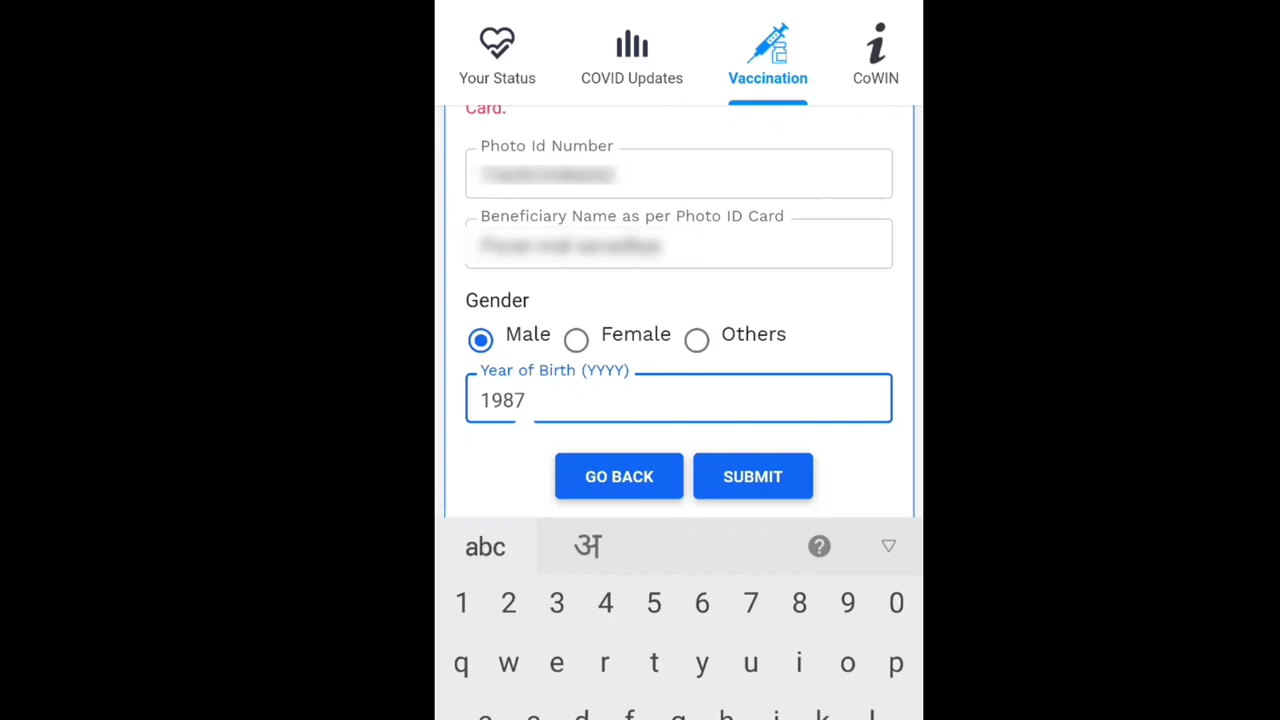 Your Status COVID Updates Vaccination CoWIN
Card.
Photo Id Number
Beneficiary Name as per Photo ID Card
Gender
Male Female Others
Year of Birth (YYYY)
1987
GO BACK SUBMIT
abc अ ?
1 2 3 4 5 6 7 8 9 0
q w e r t y u i o p